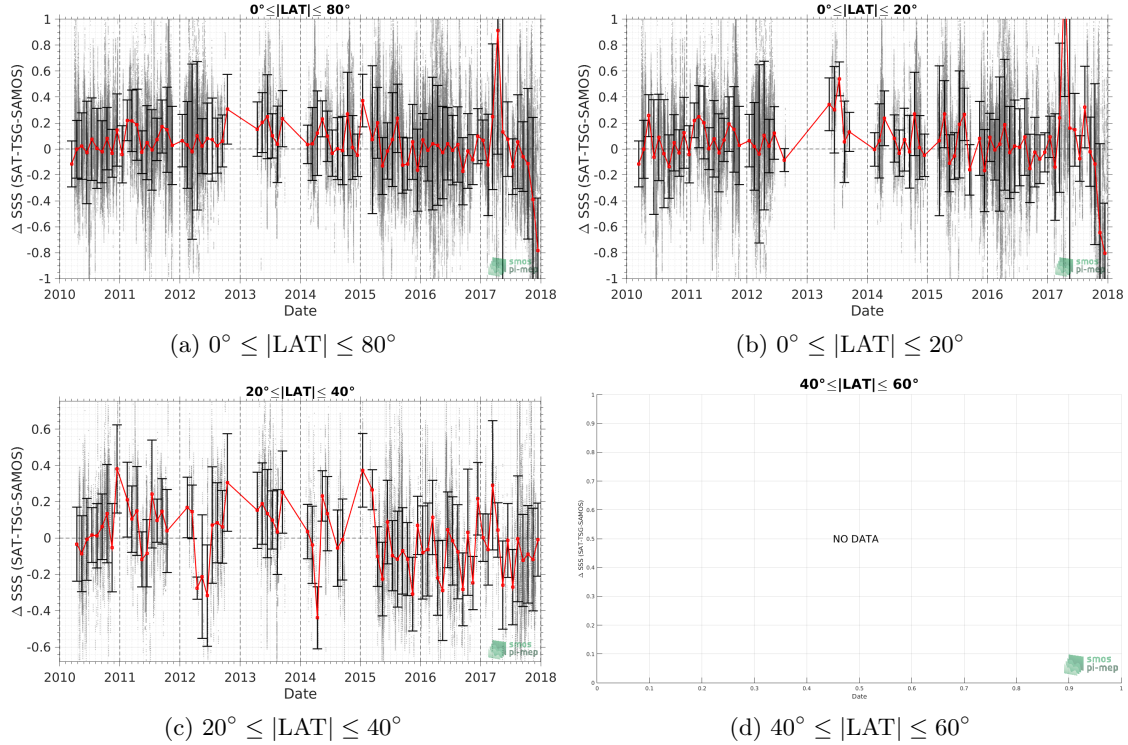 0°≤|LAT|≤ 80°
Δ SSS (SAT-TSG-SAMOS)
1
0.8
0.6
0.4
0.2
0
-0.2
-0.4
-0.6
-0.8
-1
2010 2011 2012 2013 2014 2015 2016 2017 2018
Date
smos
pi-mep
(a) 0° ≤ |LAT| ≤ 80°
0°≤|LAT|≤ 20°
Δ SSS (SAT-TSG-SAMOS)
1
0.8
0.6
0.4
0.2
0
-0.2
-0.4
-0.6
-0.8
-1
2010 2011 2012 2013 2014 2015 2016 2017 2018
Date
smos
pi-mep
(b) 0° ≤ |LAT| ≤ 20°
20°≤|LAT|≤ 40°
Δ SSS (SAT-TSG-SAMOS)
0.6
0.4
0.2
0
-0.2
-0.4
-0.6
2010 2011 2012 2013 2014 2015 2016 2017 2018
Date
smos
pi-mep
(c) 20° ≤ |LAT| ≤ 40°
40°≤|LAT|≤ 60°
Δ SSS (SAT-TSG-SAMOS)
1
0.9
0.8
0.7
0.6
0.5
0.4
0.3
0.2
0.1
0
NO DATA
0 0.1 0.2 0.3 0.4 0.5 0.6 0.7 0.8 0.9 1
Date
smos
pi-mep
(d) 40° ≤ |LAT| ≤ 60°